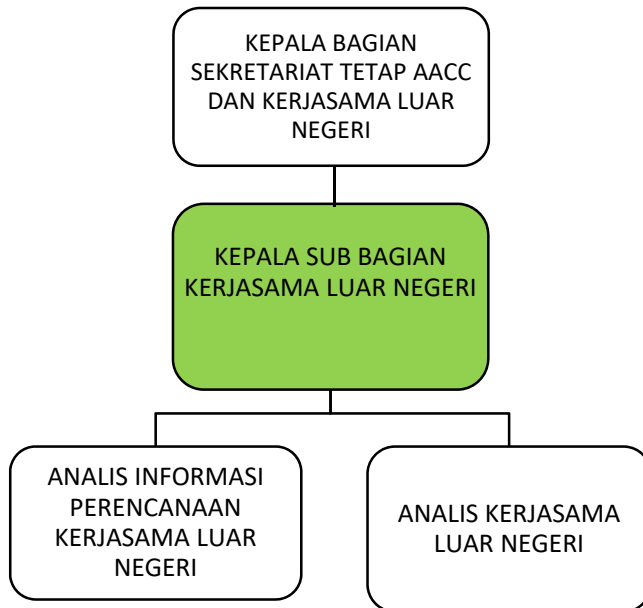 KEPALA BAGIAN
SEKRETARIAT TETAP AACC
DAN KERJASAMA LUAR
NEGERI
KEPALA SUB BAGIAN
KERJASAMA LUAR NEGERI
ANALIS INFORMASI
PERENCANAAN
KERJASAMA LUAR
NEGERI
ANALIS KERJASAMA
LUAR NEGERI